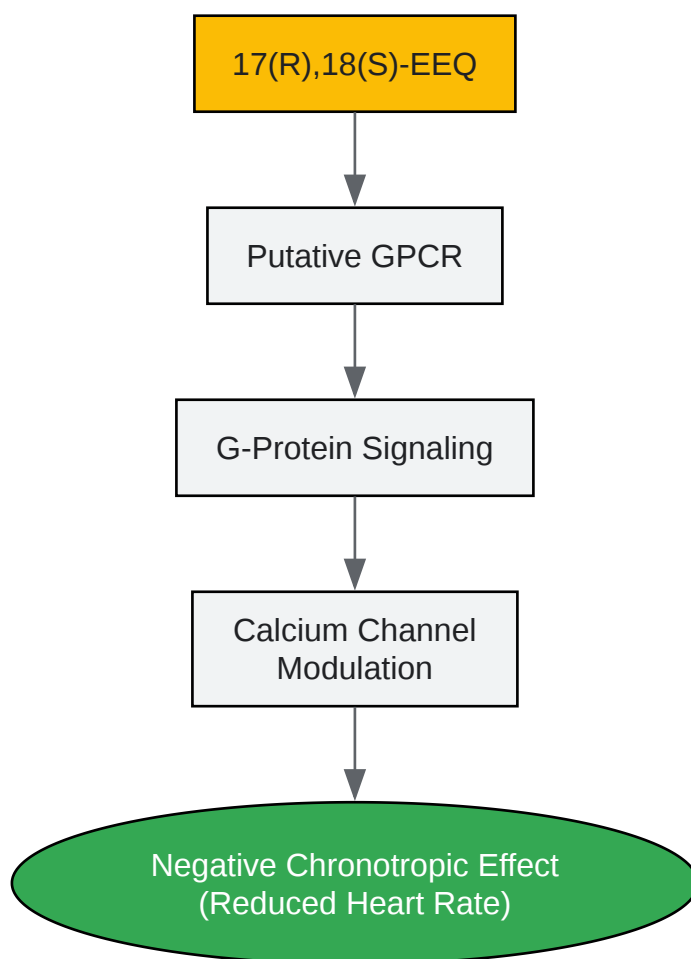 17(R),18(S)-EEQ
Putative GPCR
G-Protein Signaling
Calcium Channel
Modulation
Negative Chronotropic Effect
(Reduced Heart Rate)